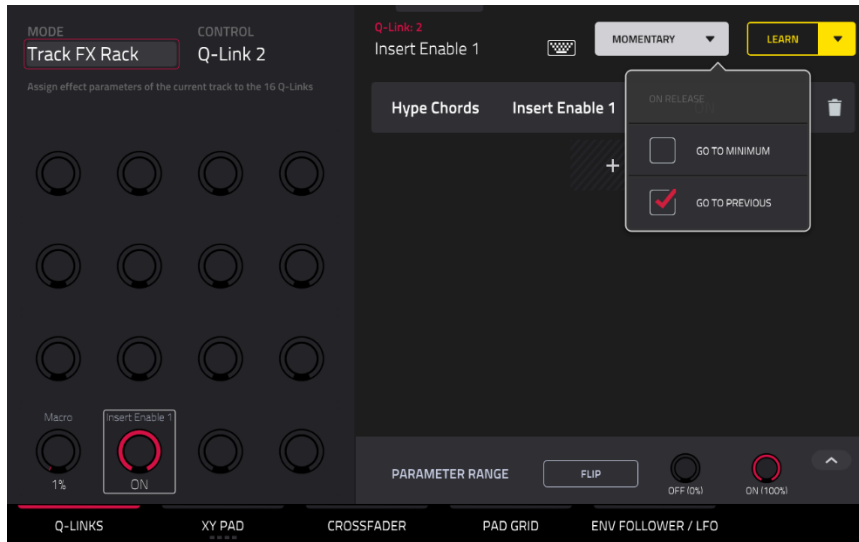 MODE
Track FX Rack
CONTROL
Q-Link 2
Assign effect parameters of the current track to the 16 Q-Links
Macro
1%
Insert Enable 1
ON
Q-Link: 2
Insert Enable 1
MOMENTARY
LEARN
Hype Chords Insert Enable 1
ON RELEASE
GO TO MINIMUM
GO TO PREVIOUS
+
PARAMETER RANGE
FLIP
OFF (0%)
ON (100%)
Q-LINKS XY PAD CROSSFADER PAD GRID ENV FOLLOWER / LFO